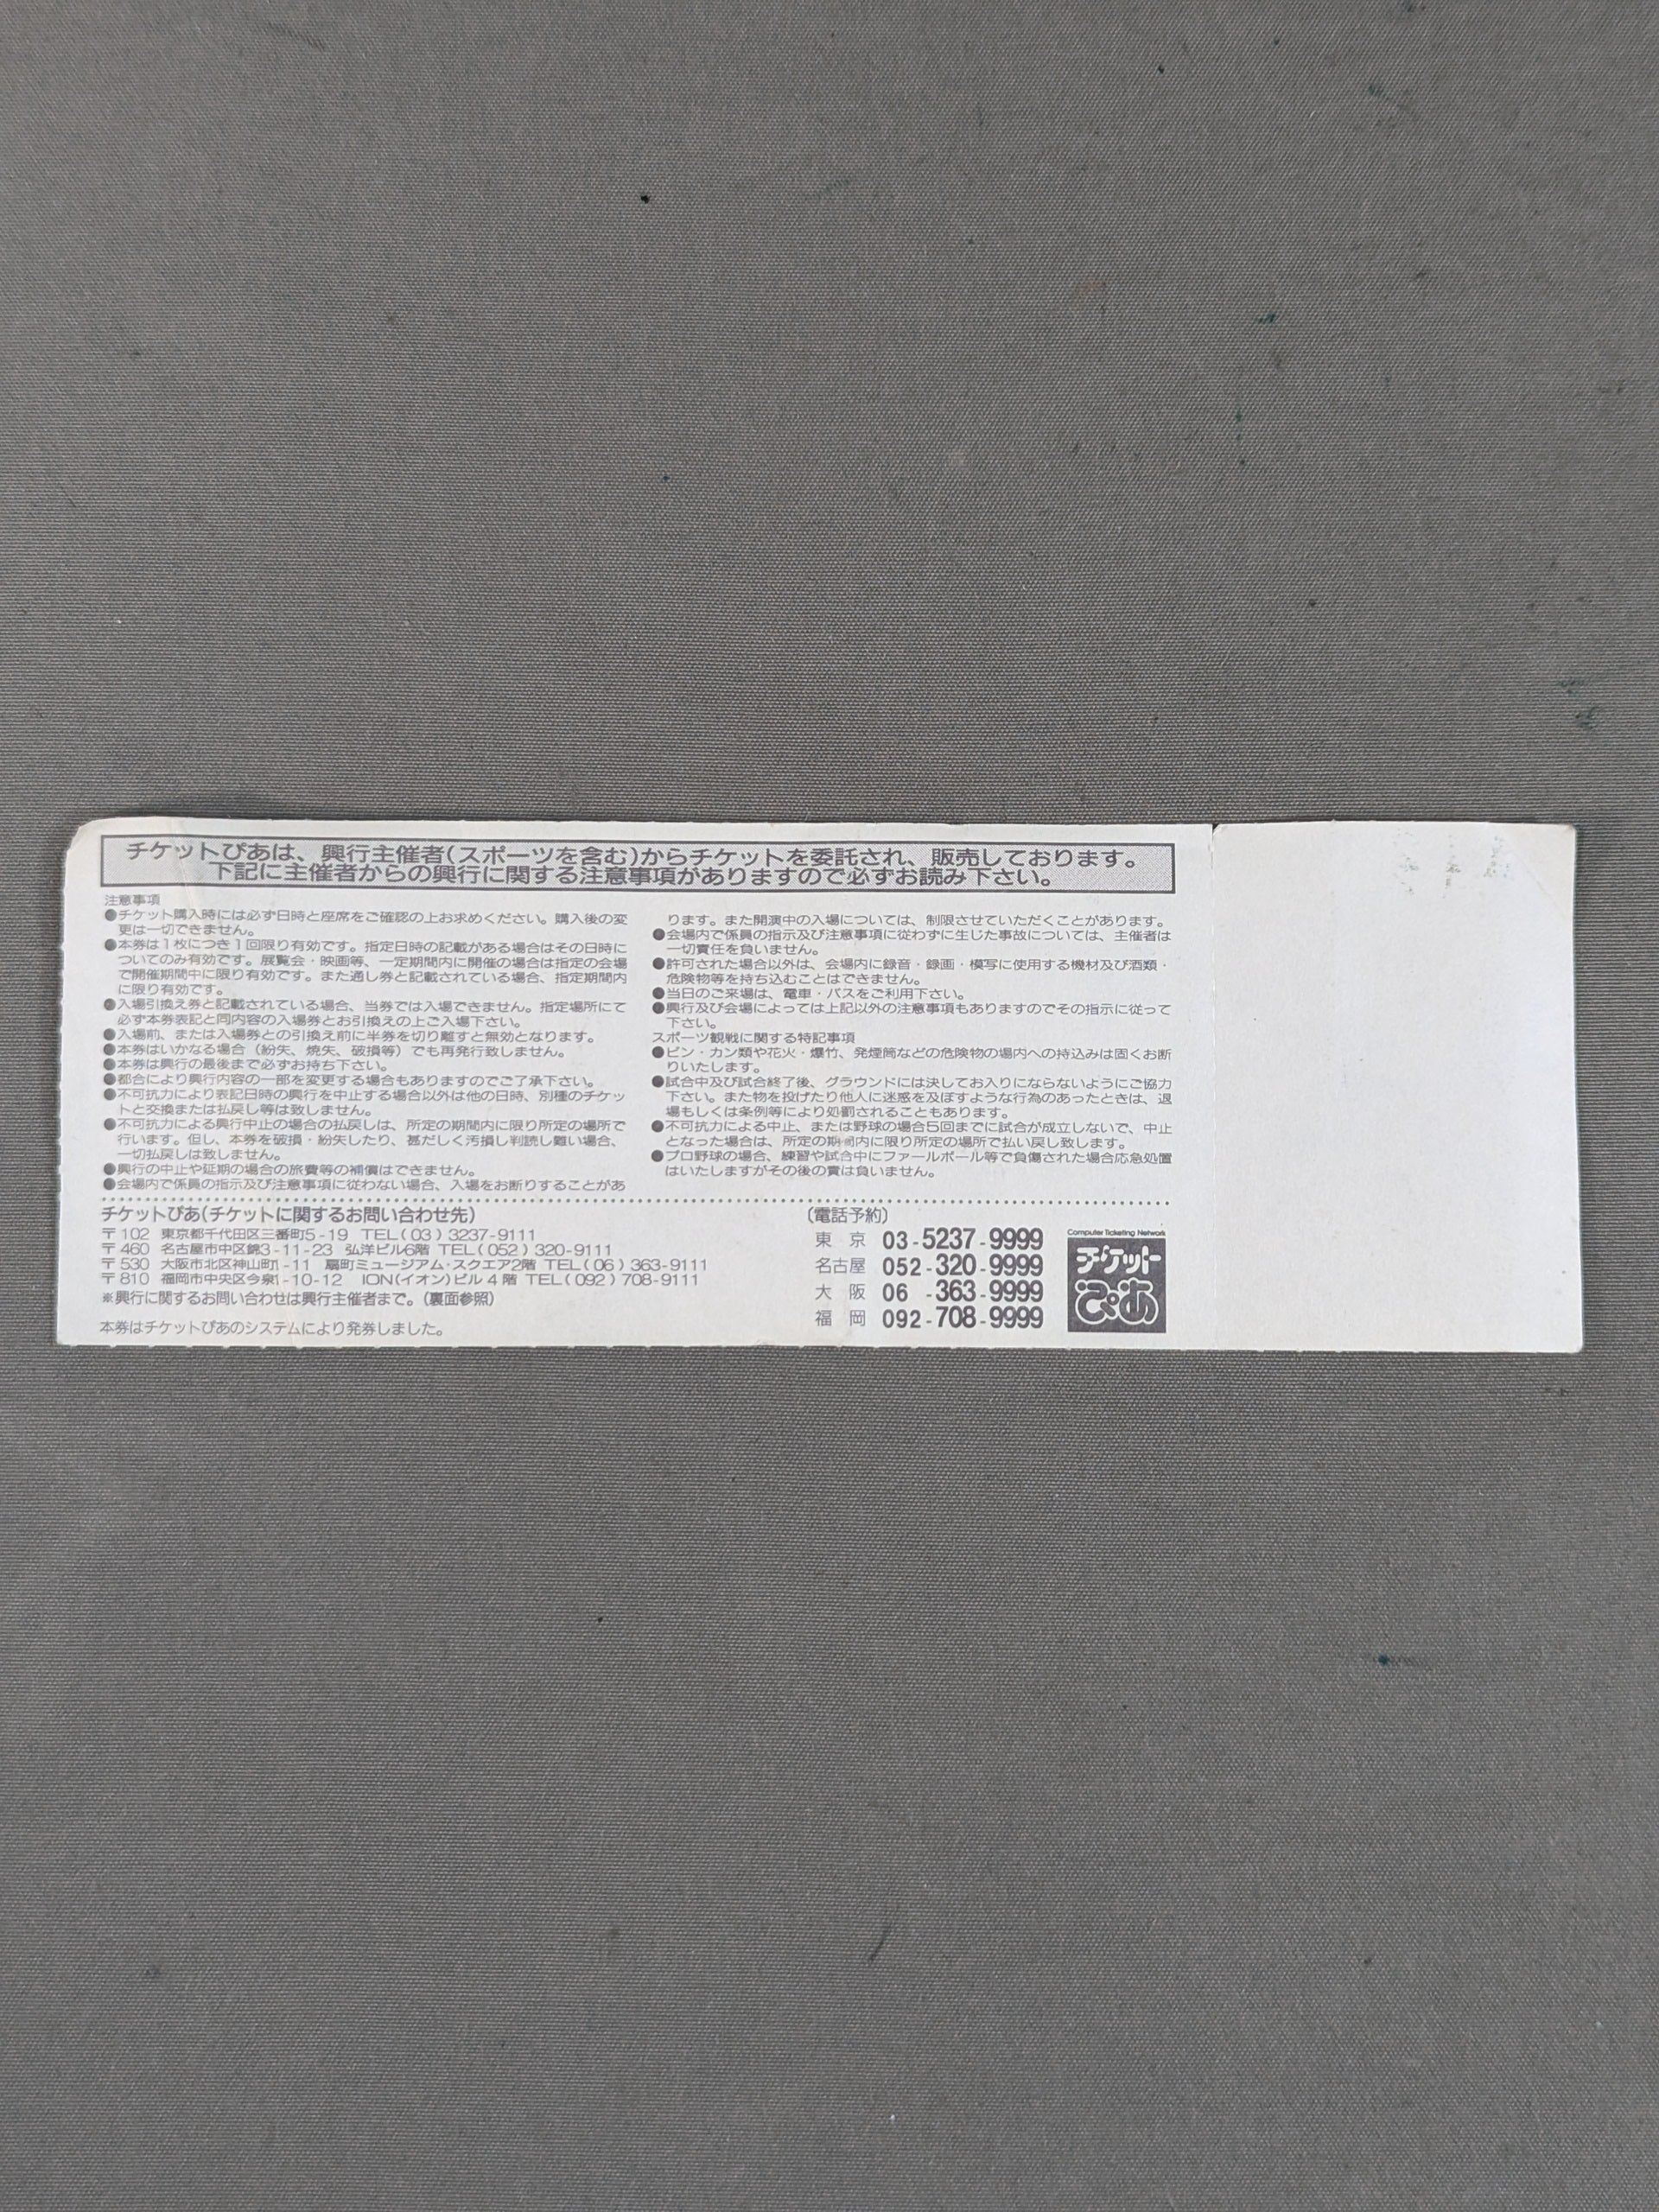 チケットぴあは、興行主催者(スポーツを含む)からチケットを委託され、販売しております。
下記に主催者からの興行に関する注意事項がありますので必ずお読み下さい。
注意事項
●チケット購入時には必ず日時と座席をご確認の上お求めください。購入後の変
更は一切できません。
●本券は1枚につき1回限り有効です。指定日時の記載がある場合はその日時に
ついてのみ有効です。展覧会・映画等、一定期間内に開催の場合は指定の会場
で開催期間中に限り有効です。また通し券と記載されている場合、指定期間内
に限り有効です。
●入場引換え券と記載されている場合、当券では入場できません。指定場所にて
必ず本券表記と同内容の入場券とお引換えの上ご入場下さい。
●入場前、または入場券との引換え前に半券を切り離すと無効となります。
●本券はいかなる場合（紛失、焼失、破損等）でも再発行致しません。
●本券は興行の最後まで必ずお持ち下さい。
●都合により興行内容の一部を変更する場合もありますのでご了承下さい。
●不可抗力により表記日時の興行を中止する場合以外は他の日時、別種のチケッ
トと交換または払戻し等は致しません。
●不可抗力による興行中止の場合の払戻しは、所定の期間内に限り所定の場所で
行います。但し、本券を破損・紛失したり、甚だしく汚損し判読し難い場合、
一切払戻しは致しません。
●興行の中止や延期の場合の旅費等の補償はできません。
●会場内で係員の指示及び注意事項に従わない場合、入場をお断りすることがあ
ります。また開演中の入場については、制限させていただくことがあります。
●会場内で係員の指示及び注意事項に従わずに生じた事故については、主催者は
一切責任を負いません。
●許可された場合以外は、会場内に録音・録画・模写に使用する機材及び酒類・
危険物等を持ち込むことはできません。
●当日のご来場は、電車・バスをご利用下さい。
●興行及び会場によっては上記以外の注意事項もありますのでその指示に従って
下さい。
スポーツ観戦に関する特記事項
●ビン・カン類や花火・爆竹、発煙筒などの危険物の場内への持込みは固くお断
りいたします。
●試合中及び試合終了後、グラウンドには決してお入りにならないようにご協力
下さい。また物を投げたり他人に迷惑を及ぼすような行為のあったときは、退
場もしくは条例等により処罰されることもあります。
●不可抗力による中止、または野球の場合5回までに試合が成立しないで、中止
となった場合は、所定の期間内に限り所定の場所で払い戻し致します。
●プロ野球の場合、練習や試合中にファールボール等で負傷された場合応急処置
はいたしますがその後の責は負いません。
チケットぴあ(チケットに関するお問い合わせ先)
〒102 東京都千代田区三番町5-19 TEL(03)3237-9111
〒460 名古屋市中区錦3-11-23 弘洋ビル6階 TEL(052)320-9111
〒530 大阪市北区神山町1-11 扇町ミュージアム・スクエア2階 TEL(06)363-9111
〒810 福岡市中央区今泉1-10-12 ION(イオン)ビル4階 TEL(092)708-9111
※興行に関するお問い合わせは興行主催者まで。(裏面参照)
本券はチケットぴあのシステムにより発券しました。
(電話予約)
東京 03-5237-9999
名古屋 052-320-9999
大阪 06-363-9999
福岡 092-708-9999
Computer Ticketing Network
チケット
ぴあ